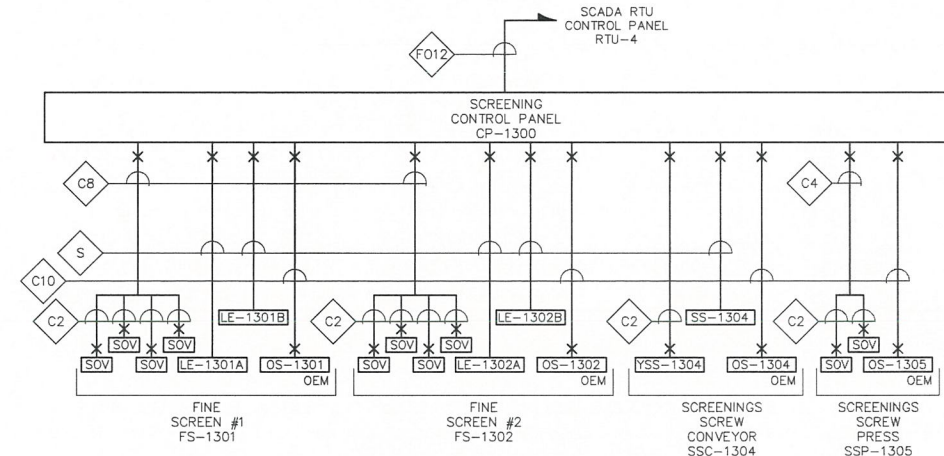 SCADA RTU
CONTROL PANEL
RTU-4
FO12
SCREENING
CONTROL PANEL
CP-1300
C8
C4
S
C10
C2
LE-1301B
C2
LE-1302B
C2
SS-1304
C2
SOV
SOV
SOV
SOV
SOV
SOV
LE-1301A
OS-1301
SOV
SOV
LE-1302A
OS-1302
YSS-1304
OS-1304
SOV
OS-1305
OEM
OEM
OEM
OEM
FINE
SCREEN #1
FS-1301
FINE
SCREEN #2
FS-1302
SCREENINGS
SCREW
CONVEYOR
SSC-1304
SCREENINGS
SCREW
PRESS
SSP-1305